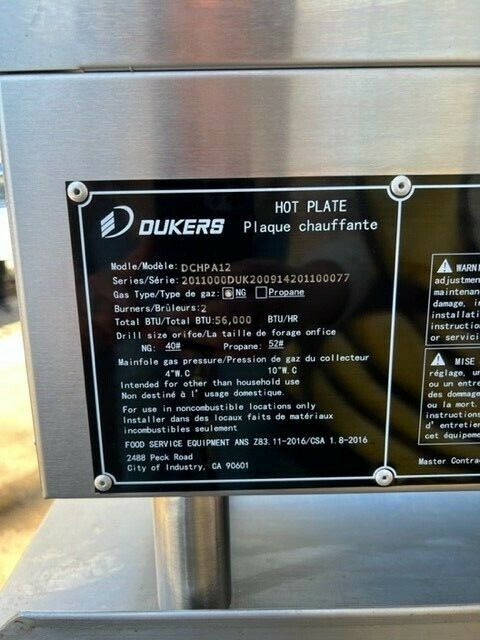 DUKERS
HOT PLATE
Plaque chauffante
Modle/Modèle: DCHPA12
Series/Série: 2011000DUK200914201100077
Gas Type/Type de gaz: NG Propane
Burners/Brûleurs: 2
Total BTU/Total BTU: 56,000 BTU/HR
Drill size orifce/La taille de forage onfice
NG: 40# Propane: 52#
Mainfole gas pressure/Pression de gaz du collecteur
4"W.C 10"W.C
Intended for other than household use
Non destiné à l' usage domestique.
For use in noncombustible locations only
Installer dans des locaux faits de matériaux
incombustibles seulement
FOOD SERVICE EQUIPMENT ANS Z83.11-2016/CSA 1.8-2016
2488 Peck Road
City of Industry, CA 90601
WARNI
adjustmen
maintenan
damage, i
installati
instructio
or servici
MISE
réglage, un
ou un entre
des dommage
ou la mort.
instructions
d' entretien
cet équipeme
Master Contrac